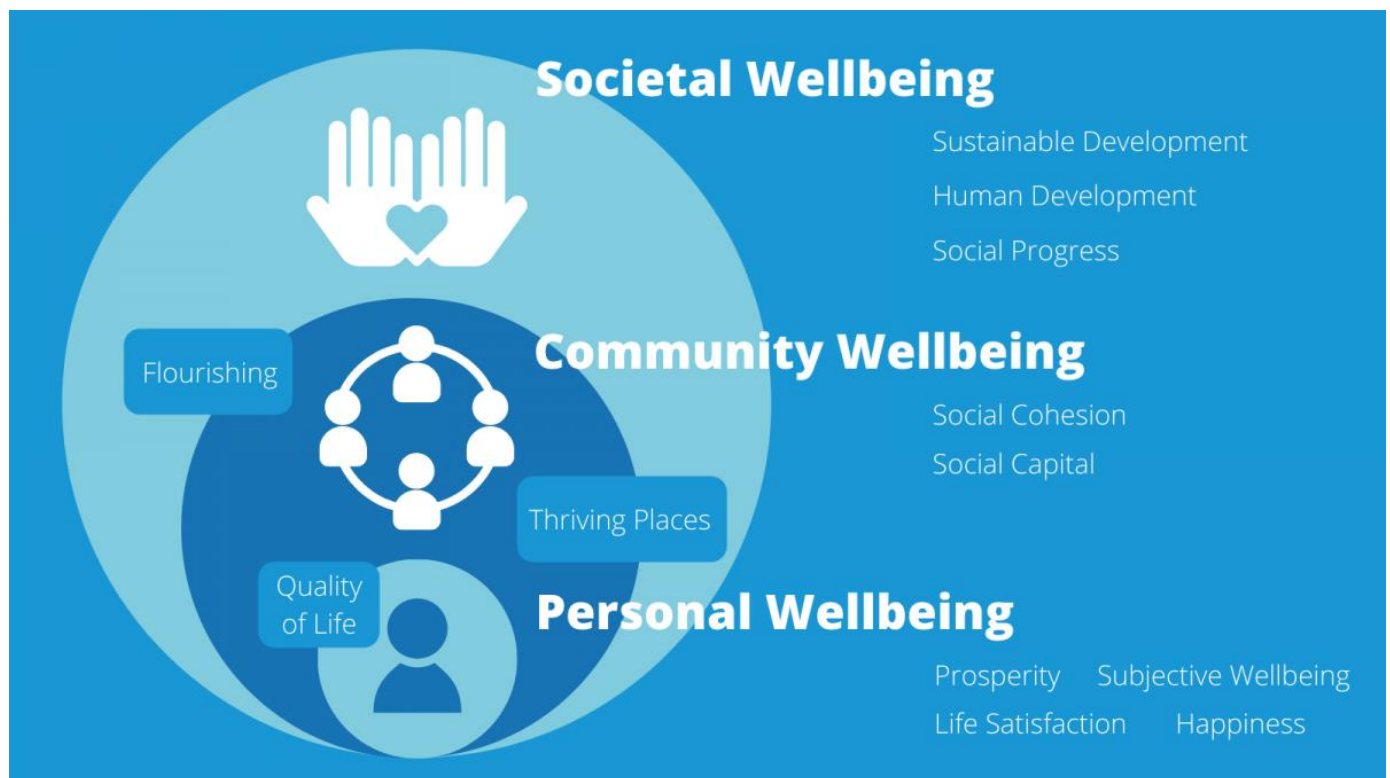 Societal Wellbeing
Sustainable Development
Human Development
Social Progress
Flourishing
Community Wellbeing
Social Cohesion
Social Capital
Thriving Places
Quality
of Life
Personal Wellbeing
Prosperity Subjective Wellbeing
Life Satisfaction Happiness